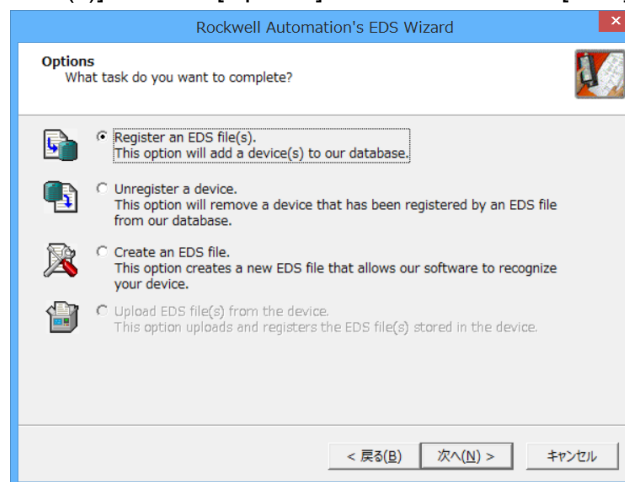 Rockwell Automation's EDS Wizard
Options
What task do you want to complete?
Register an EDS file(s).
This option will add a device(s) to our database.
Unregister a device.
This option will remove a device that has been registered by an EDS file
from our database.
Create an EDS file.
This option creates a new EDS file that allows our software to recognize
your device.
Upload EDS file(s) from the device.
This option uploads and registers the EDS file(s) stored in the device.
< 戻る(B) 次へ(N) > キャンセル